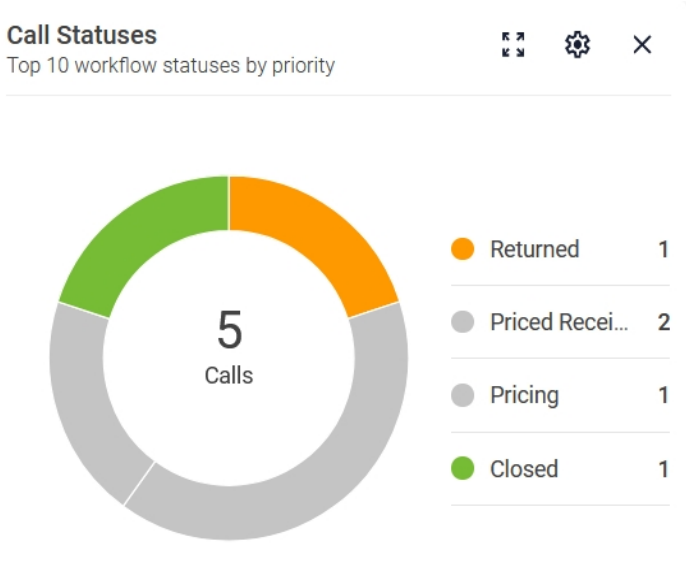 Call Statuses
Top 10 workflow statuses by priority
5
Calls
Returned 1
Priced Recei... 2
Pricing 1
Closed 1